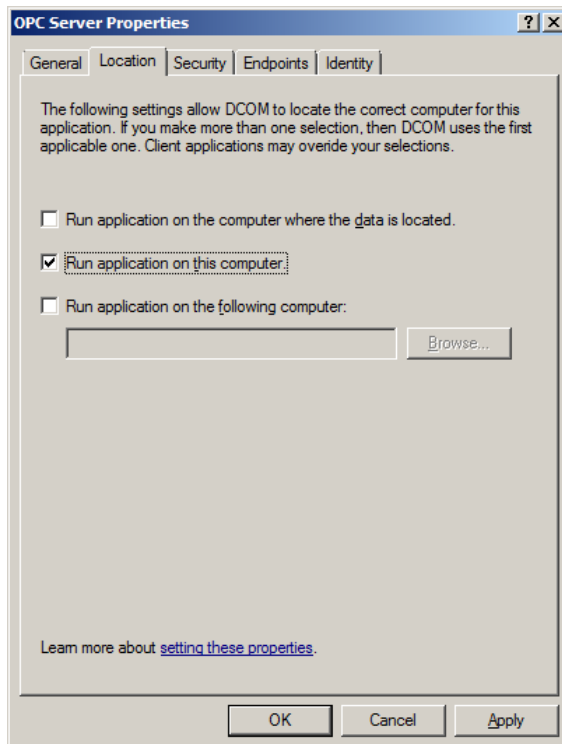 OPC Server Properties
General Location Security Endpoints Identity
The following settings allow DCOM to locate the correct computer for this
application. If you make more than one selection, then DCOM uses the first
applicable one. Client applications may overide your selections.
Run application on the computer where the data is located.
Run application on this computer.
Run application on the following computer:
Browse...
Learn more about setting these properties.
OK Cancel Apply